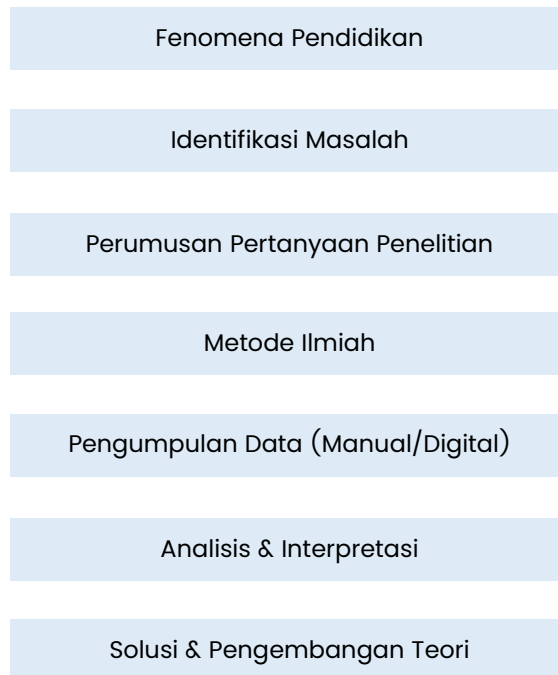 Fenomena Pendidikan
Identifikasi Masalah
Perumusan Pertanyaan Penelitian
Metode Ilmiah
Pengumpulan Data (Manual/Digital)
Analisis & Interpretasi
Solusi & Pengembangan Teori